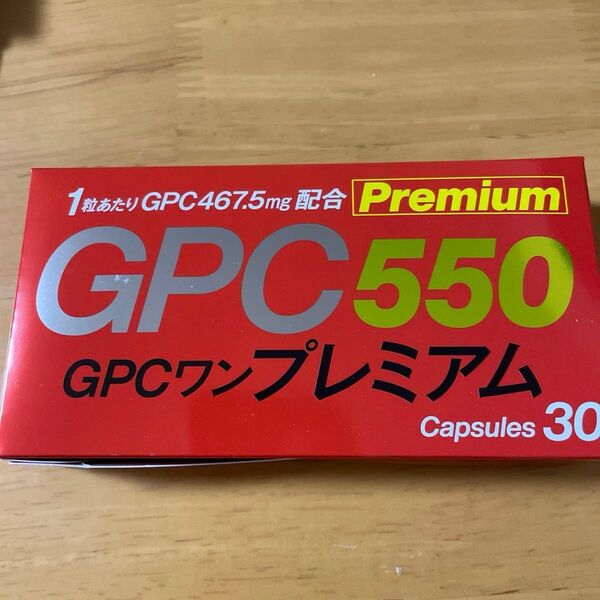 1粒あたりGPC467.5mg配合 Premium
GPC550
GPCワンプレミアム
Capsules 30